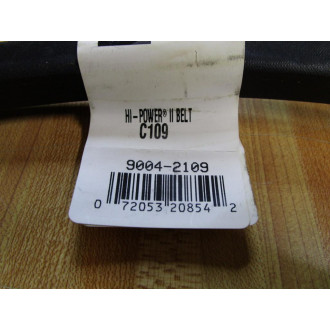 HI-POWER® II BELT
C109
9004-2109
0 72053 20854 2